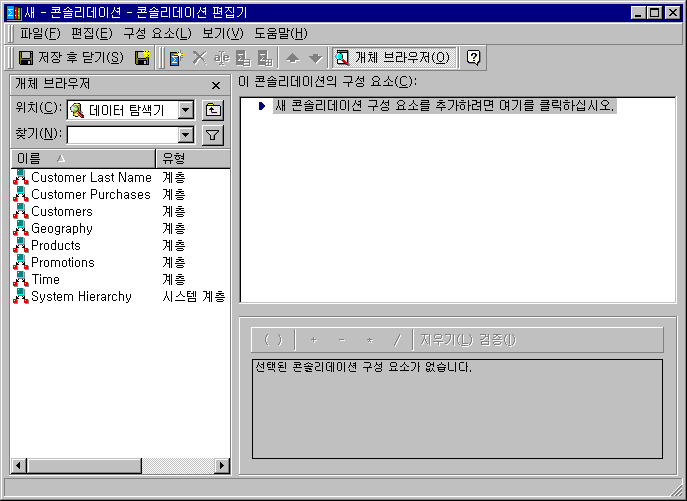 새 - 콘솔리데이션 - 콘솔리데이션 편집기
파일(F) 편집(E) 구성 요소(L) 보기(V) 도움말(H)
저장 후 닫기(S) 개체 브라우저(O)
개체 브라우저
위치(C): 데이터 탐색기
찾기(N):
이름 유형
Customer Last Name 계층
Customer Purchases 계층
Customers 계층
Geography 계층
Products 계층
Promotions 계층
Time 계층
System Hierarchy 시스템 계층
이 콘솔리데이션의 구성 요소(C):
새 콘솔리데이션 구성 요소를 추가하려면 여기를 클릭하십시오.
( ) + - * / 지우기(L) 검증(I)
선택된 콘솔리데이션 구성 요소가 없습니다.